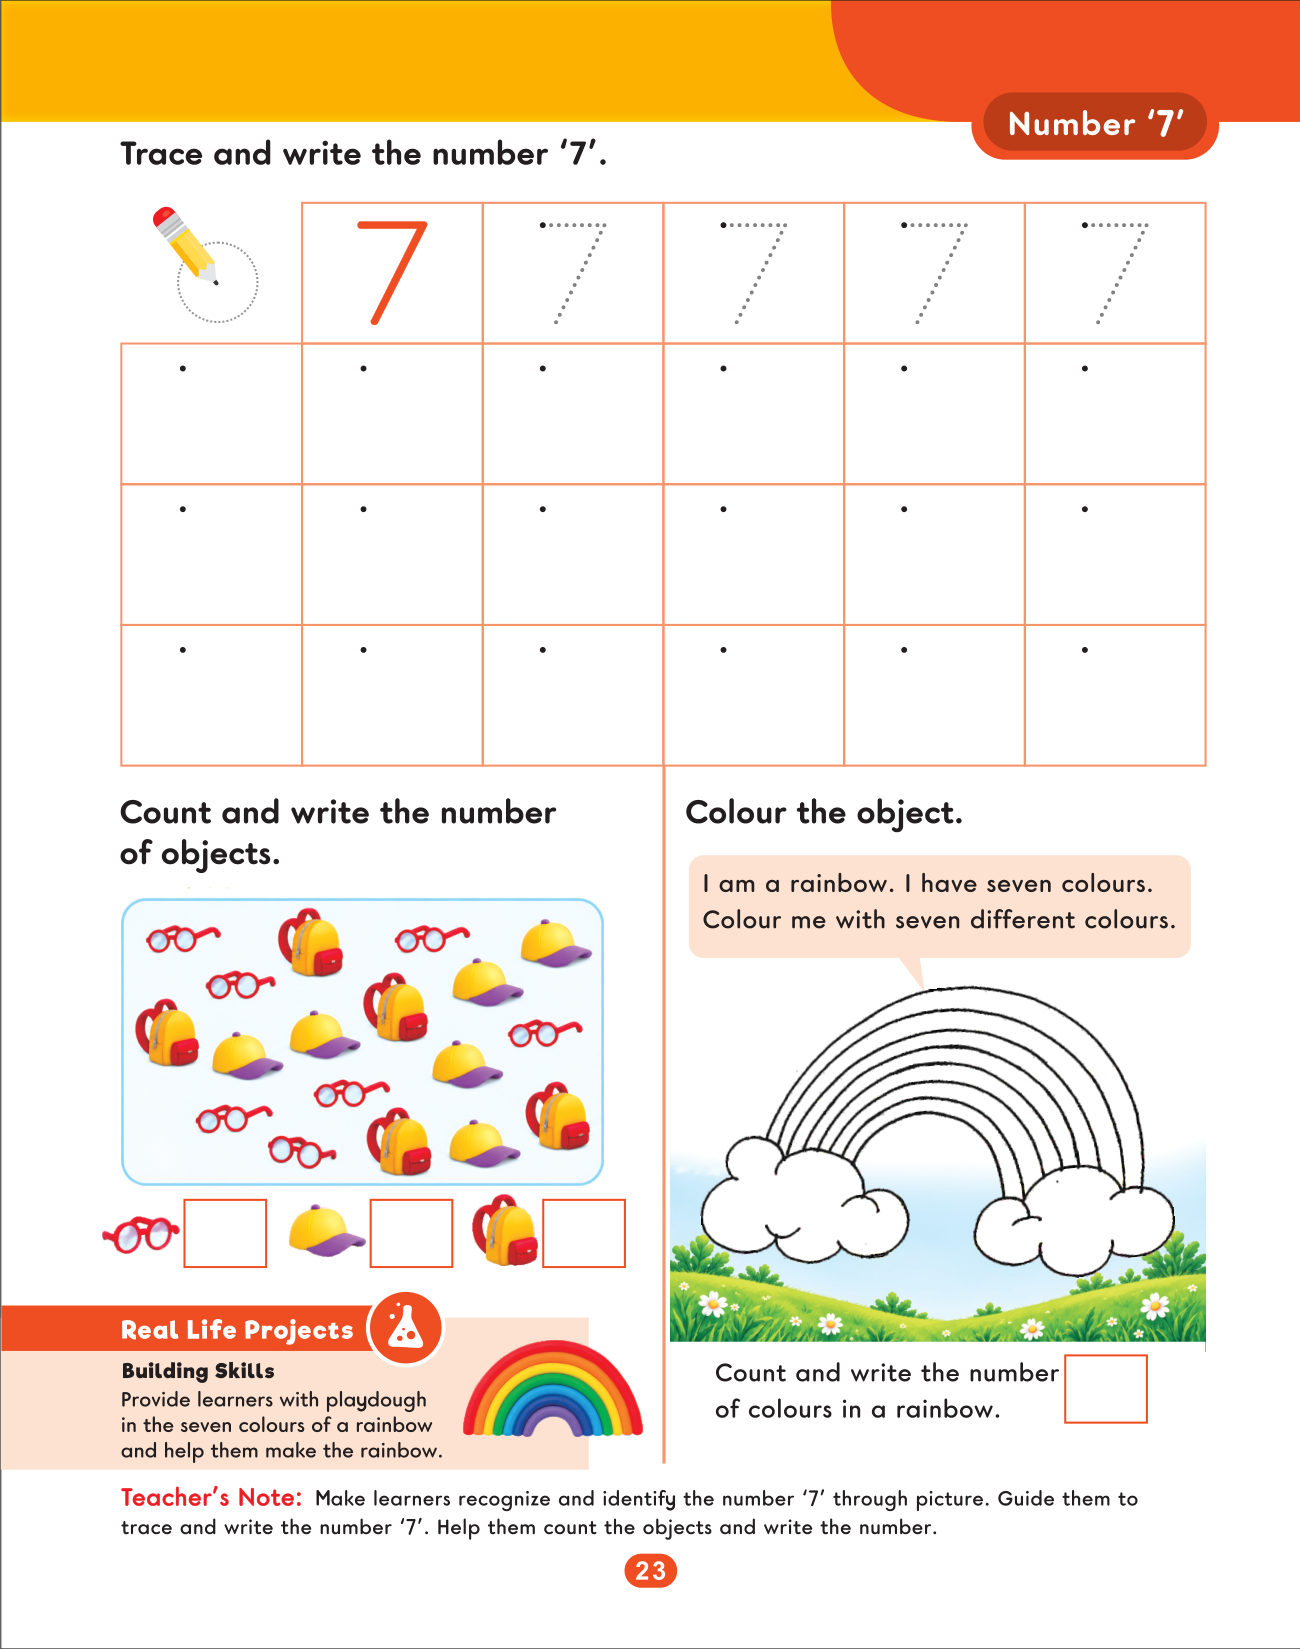 Number ‘7’
Trace and write the number ‘7’.
7 7 7 7 7
Count and write the number
of objects.
Colour the object.
I am a rainbow. I have seven colours.
Colour me with seven different colours.
Real Life Projects
Building Skills
Provide learners with playdough
in the seven colours of a rainbow
and help them make the rainbow.
Count and write the number
of colours in a rainbow.
Teacher’s Note: Make learners recognize and identify the number ‘7’ through picture. Guide them to
trace and write the number ‘7’. Help them count the objects and write the number.
23